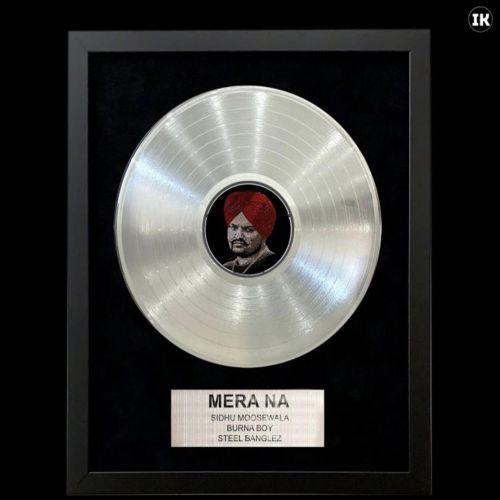 IK
MERA NA
SIDHU MOOSEWALA
BURNA BOY
STEEL BANGLEZ